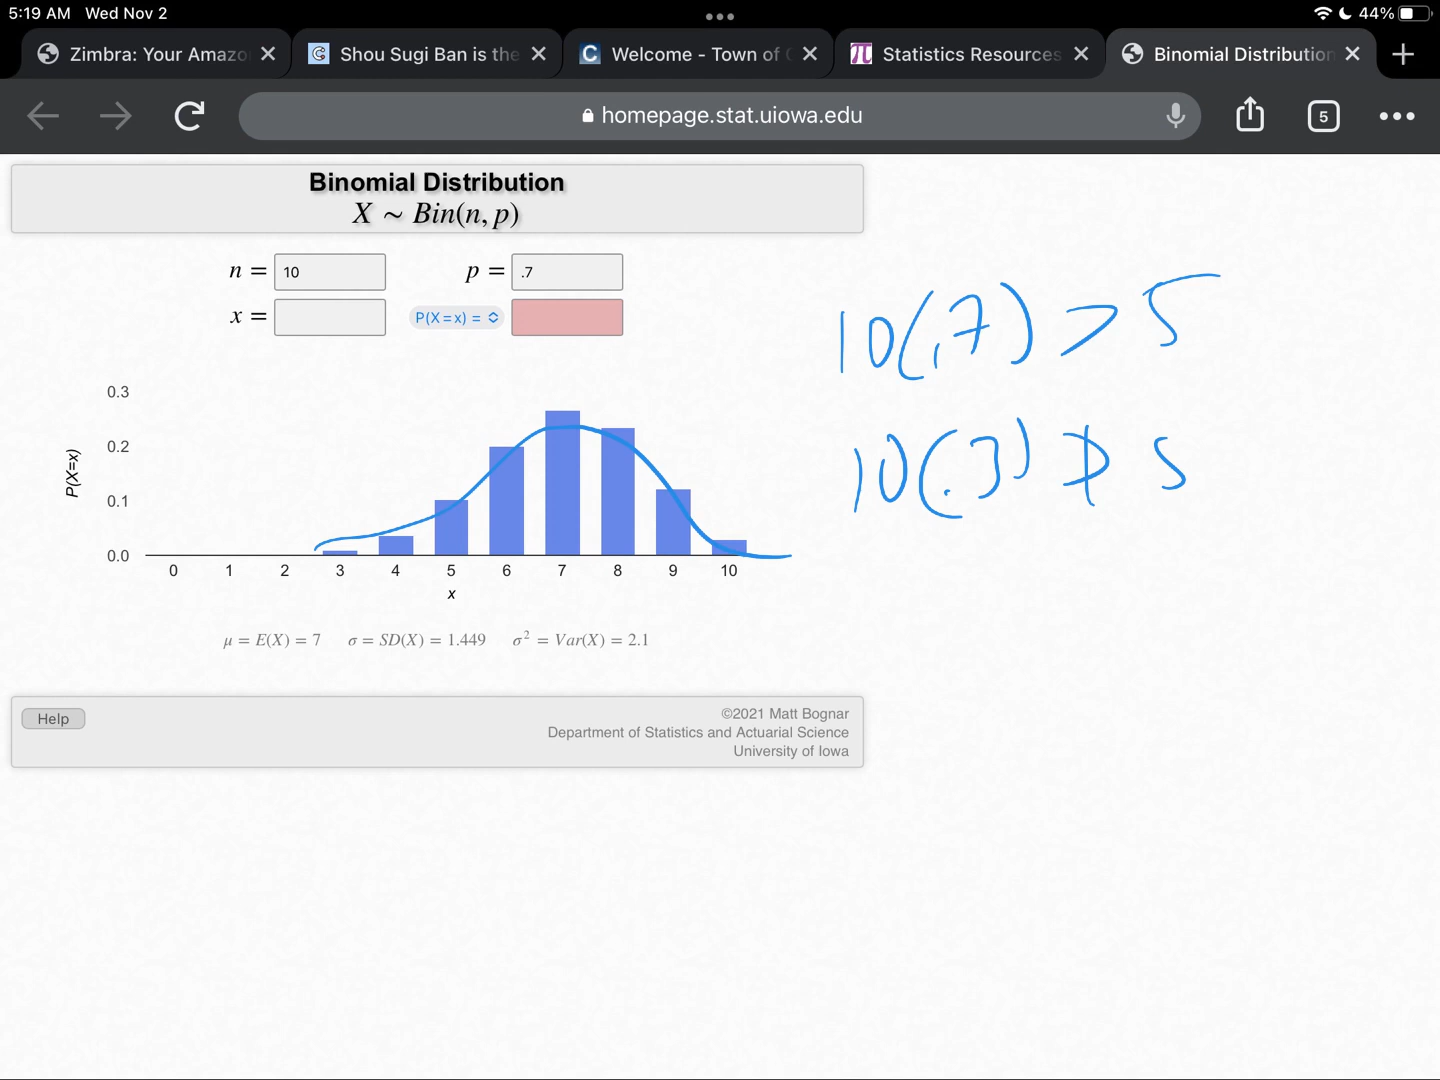 5:19 AM Wed Nov 2
44%
Zimbra: Your Amazo
Shou Sugi Ban is the
Welcome - Town of
Statistics Resources
Binomial Distribution
homepage.stat.uiowa.edu
5
Binomial Distribution
X ∼ Bin(n, p)
n = 10
p = .7
x =
P(X=x) =
10(.7) > 5
10(.3) ≯ 5
0.3
0.2
0.1
0.0
P(X=x)
0 1 2 3 4 5 6 7 8 9 10
x
μ = E(X) = 7 σ = SD(X) = 1.449 σ² = Var(X) = 2.1
Help
©2021 Matt Bognar
Department of Statistics and Actuarial Science
University of Iowa